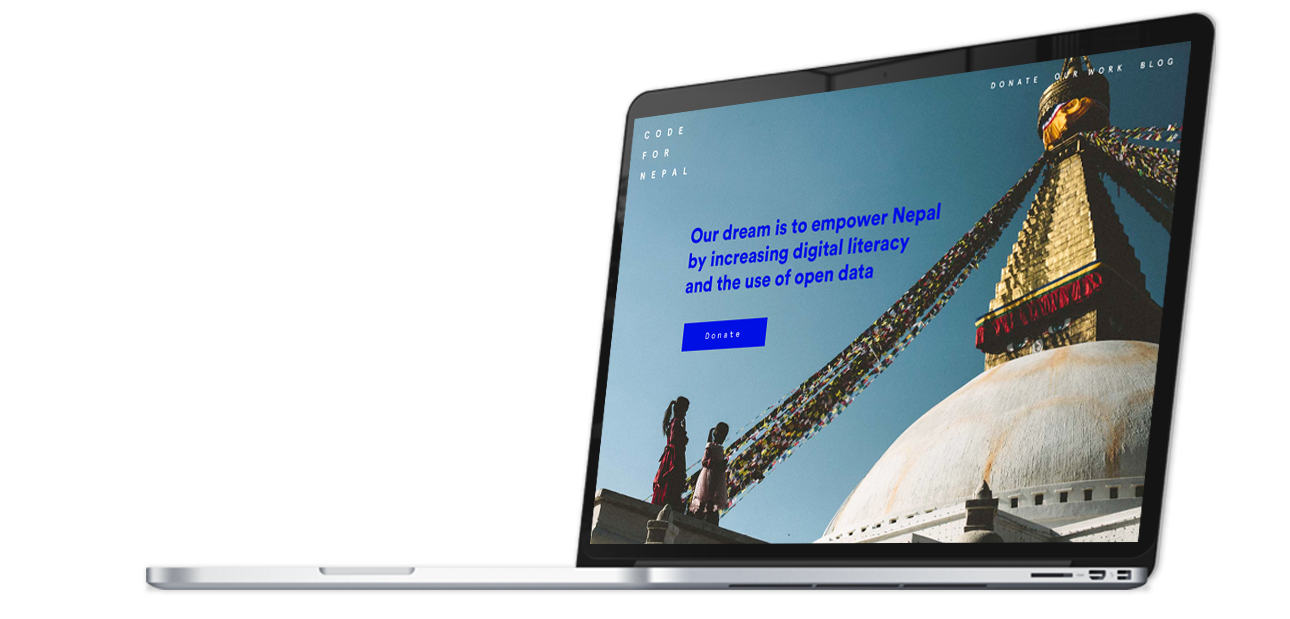 DONATE OUR WORK BLOG
CODE
FOR
NEPAL
Our dream is to empower Nepal
by increasing digital literacy
and the use of open data
Donate